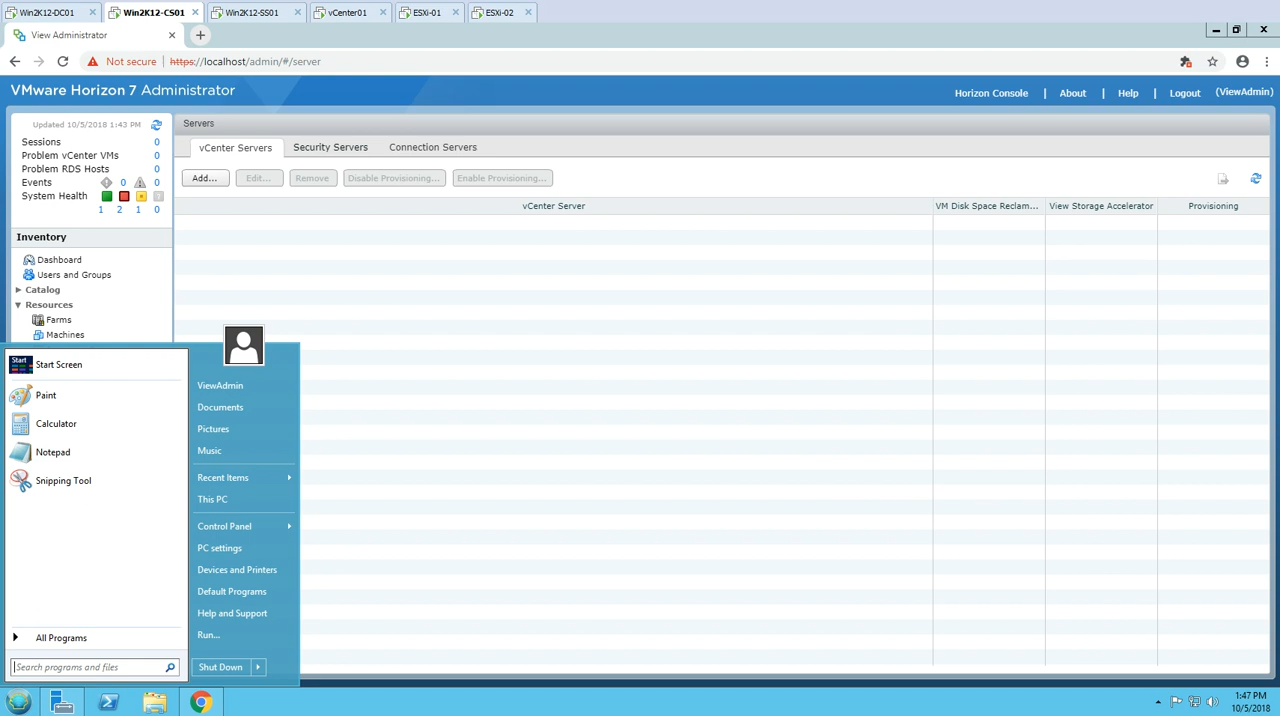 Win2K12-DC01
Win2K12-CS01
Win2K12-SS01
vCenter01
ESXi-01
ESXi-02
View Administrator
Not secure https://localhost/admin/#/server
VMware Horizon 7 Administrator
Horizon Console | About | Help | Logout (ViewAdmin)
Updated 10/5/2018 1:43 PM
Sessions 0
Problem vCenter VMs 0
Problem RDS Hosts 0
Events 0 0
System Health
1 2 1 0
Inventory
Dashboard
Users and Groups
Catalog
Resources
Farms
Machines
Servers
vCenter Servers Security Servers Connection Servers
Add... Edit... Remove Disable Provisioning... Enable Provisioning...
vCenter Server VM Disk Space Reclam... View Storage Accelerator Provisioning
Start
Start Screen
Paint
Calculator
Notepad
Snipping Tool
All Programs
Search programs and files
ViewAdmin
Documents
Pictures
Music
Recent Items
This PC
Control Panel
PC settings
Devices and Printers
Default Programs
Help and Support
Run...
Shut Down
1:47 PM
10/5/2018